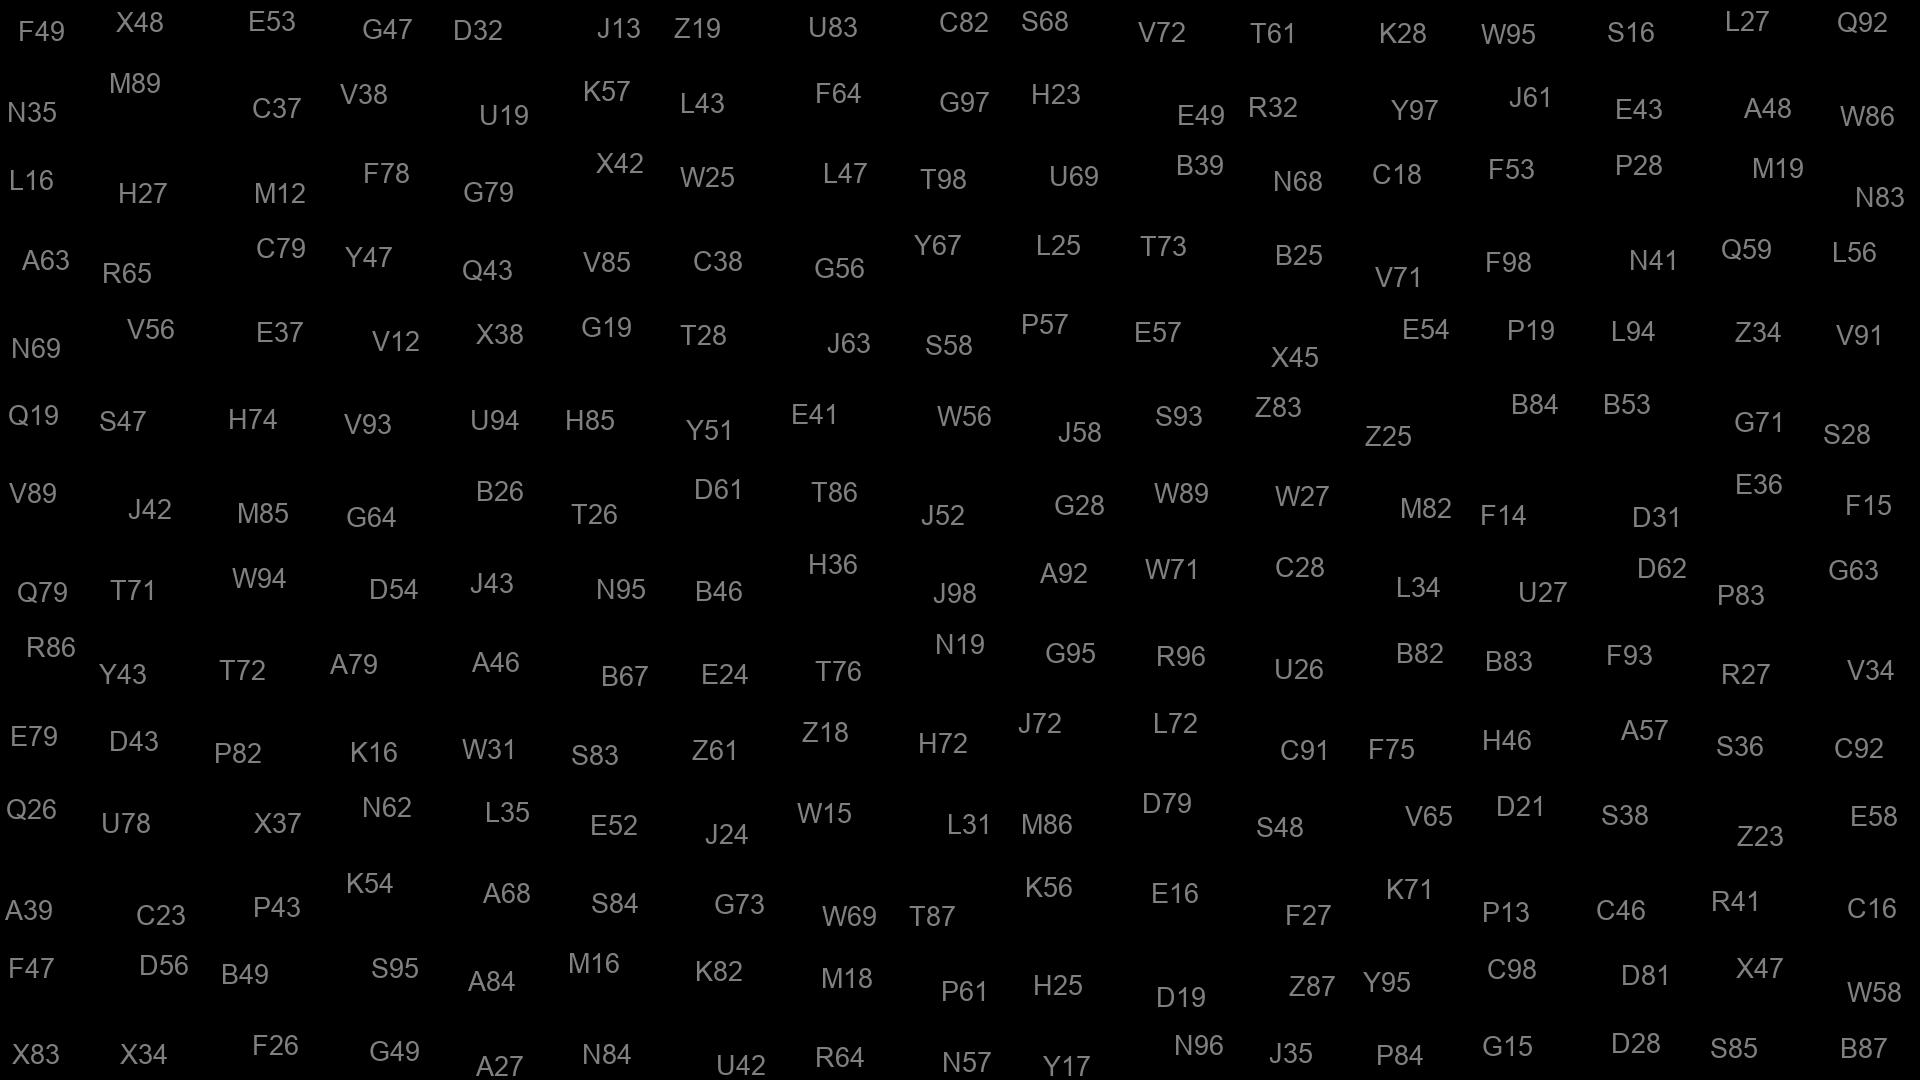 F49 X48 E53 G47 D32 J13 Z19 U83 C82 S68 V72 T61 K28 W95 S16 L27 Q92
N35 M89 C37 V38 U19 K57 L43 F64 G97 H23 E49 R32 Y97 J61 E43 A48 W86
L16 H27 M12 F78 G79 X42 W25 L47 T98 U69 B39 N68 C18 F53 P28 M19 N83
A63 R65 C79 Y47 Q43 V85 C38 G56 Y67 L25 T73 B25 V71 F98 N41 Q59 L56
N69 V56 E37 V12 X38 G19 T28 J63 S58 P57 E57 X45 E54 P19 L94 Z34 V91
Q19 S47 H74 V93 U94 H85 Y51 E41 W56 J58 S93 Z83 Z25 B84 B53 G71 S28
V89 J42 M85 G64 B26 T26 D61 T86 J52 G28 W89 W27 M82 F14 D31 E36 F15
Q79 T71 W94 D54 J43 N95 B46 H36 J98 A92 W71 C28 L34 U27 D62 P83 G63
R86 Y43 T72 A79 A46 B67 E24 T76 N19 G95 R96 U26 B82 B83 F93 R27 V34
E79 D43 P82 K16 W31 S83 Z61 Z18 H72 J72 L72 C91 F75 H46 A57 S36 C92
Q26 U78 X37 N62 L35 E52 J24 W15 L31 M86 D79 S48 V65 D21 S38 Z23 E58
A39 C23 P43 K54 A68 S84 G73 W69 T87 K56 E16 F27 K71 P13 C46 R41 C16
F47 D56 B49 S95 A84 M16 K82 M18 P61 H25 D19 Z87 Y95 C98 D81 X47 W58
X83 X34 F26 G49 A27 N84 U42 R64 N57 Y17 N96 J35 P84 G15 D28 S85 B87